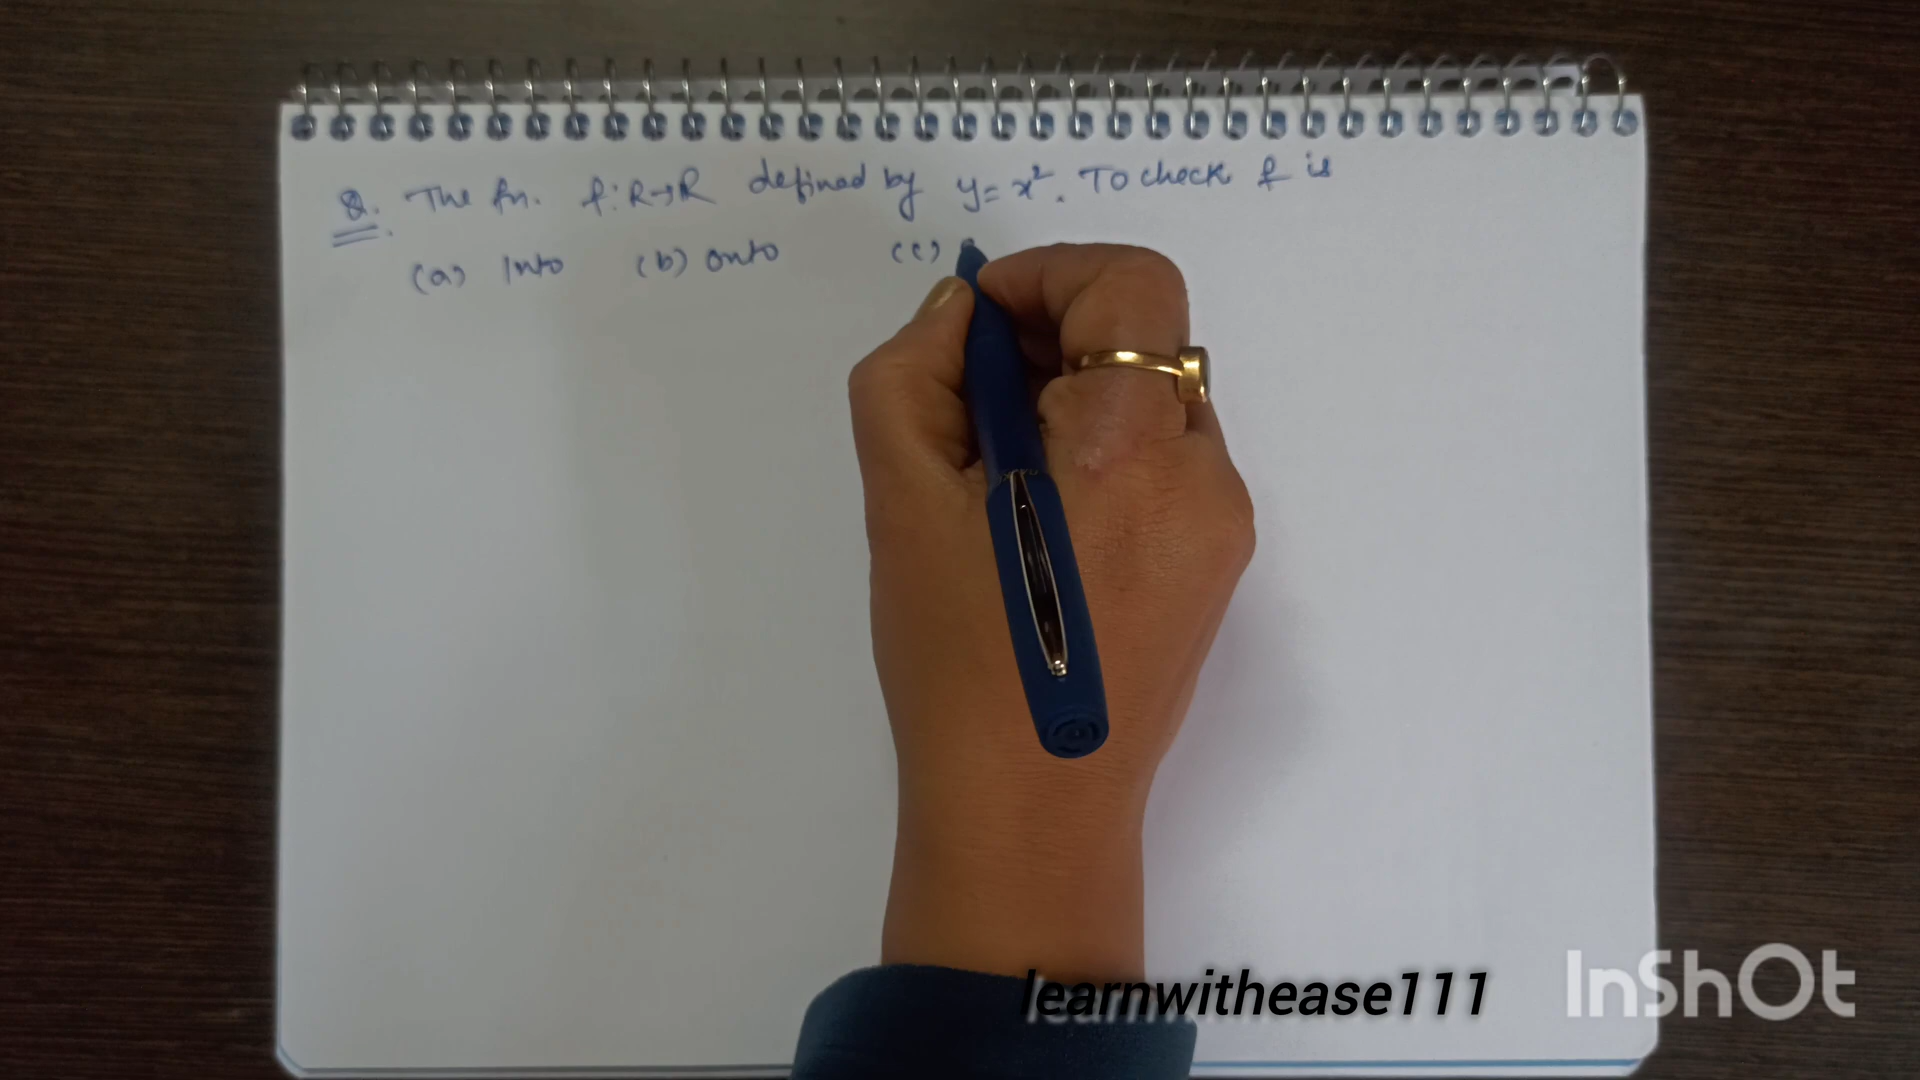 Q. The fn. f: R→R defined by y = x². To check f is
(a) Into (b) onto (c)
learnwithease111
InShOt